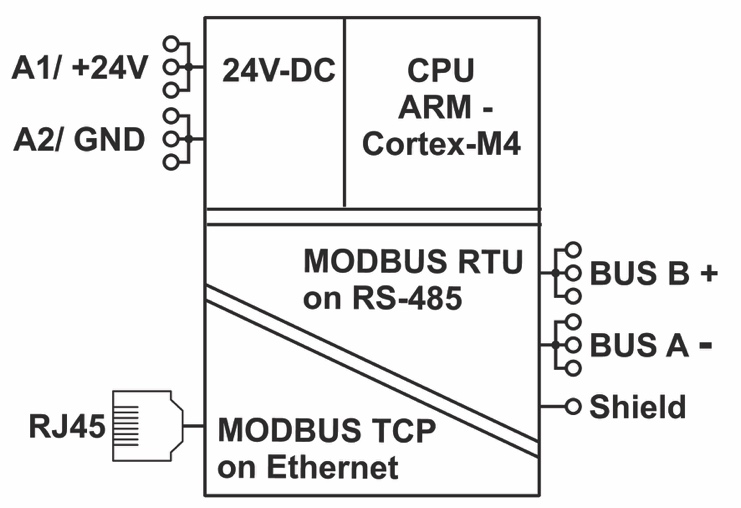 A1/ +24V
24V-DC
CPU
ARM -
Cortex-M4
A2/ GND
MODBUS RTU
on RS-485
BUS B +
BUS A -
Shield
RJ45
MODBUS TCP
on Ethernet